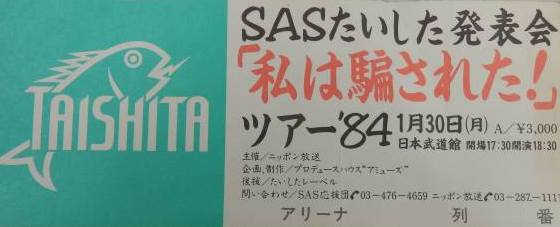 TAISHITA
SASたいした発表会
「私は騙された!」
ツアー'84 1月30日(月) A/¥3,000
日本武道館 開場17:30開演18:30
主催/ニッポン放送
企画、制作/プロデュースハウス"アミューズ"
後援/たいしたレーベル
問い合わせ/SAS応援団 03-476-4659 ニッポン放送 03-287-1111
アリーナ 列 番